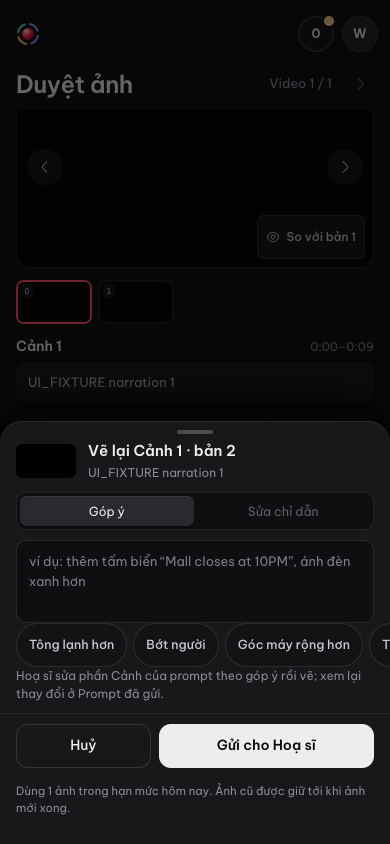 0
W
Duyệt ảnh
Video 1 / 1
So với bản 1
0
1
Cảnh 1
0:00–0:09
UI_FIXTURE narration 1
Vẽ lại Cảnh 1 · bản 2
UI_FIXTURE narration 1
Góp ý
Sửa chỉ dẫn
ví dụ: thêm tấm biển “Mall closes at 10PM”, ánh đèn
xanh hơn
Tông lạnh hơn
Bớt người
Góc máy rộng hơn
T
Hoạ sĩ sửa phần Cảnh của prompt theo góp ý rồi vẽ; xem lại
thay đổi ở Prompt đã gửi.
Huỷ
Gửi cho Hoạ sĩ
Dùng 1 ảnh trong hạn mức hôm nay. Ảnh cũ được giữ tới khi ảnh
mới xong.